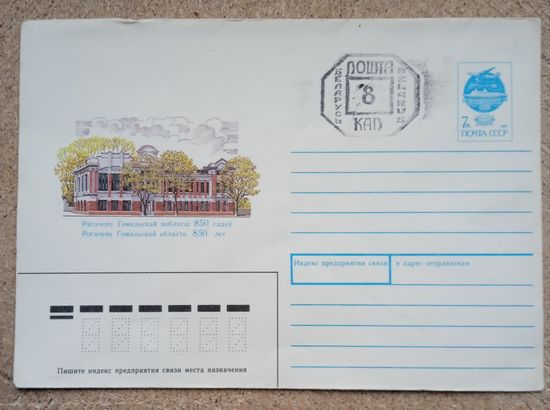 ПОШТА
БЕЛАРУСЬ
8
BELARUS
КАП
7к
ПОЧТА СССР
Рагачову Гомельскай вобласці 850 гадоў
Рогачеву Гомельской области 850 лет
Индекс предприятия связи и адрес отправителя
Пишите индекс предприятия связи места назначения